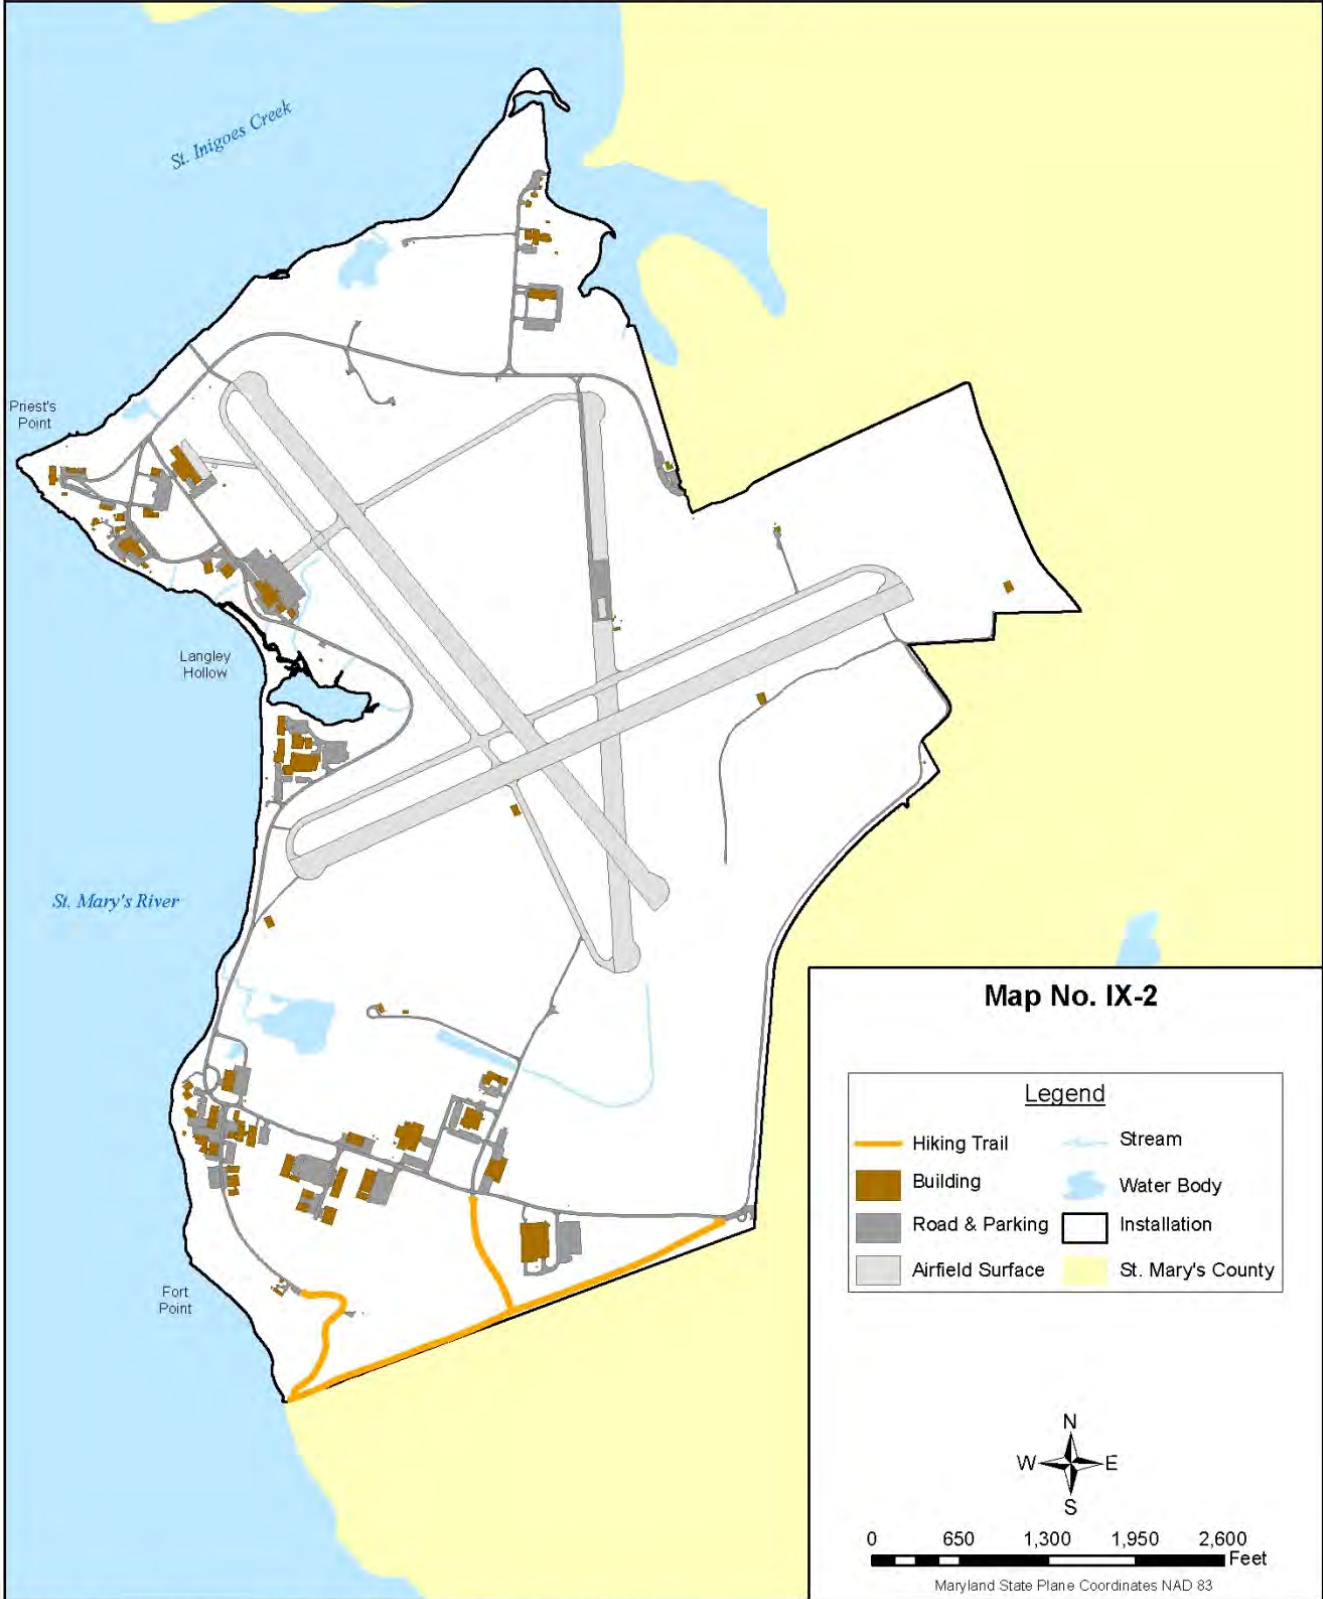 St. Inigoes Creek
Priest's
Point
Langley
Hollow
St. Mary's River
Fort
Point
Map No. IX-2
Legend
Hiking Trail
Stream
Building
Water Body
Road & Parking
Installation
Airfield Surface
St. Mary's County
N
W E
S
0 650 1,300 1,950 2,600
Feet
Maryland State Plane Coordinates NAD 83